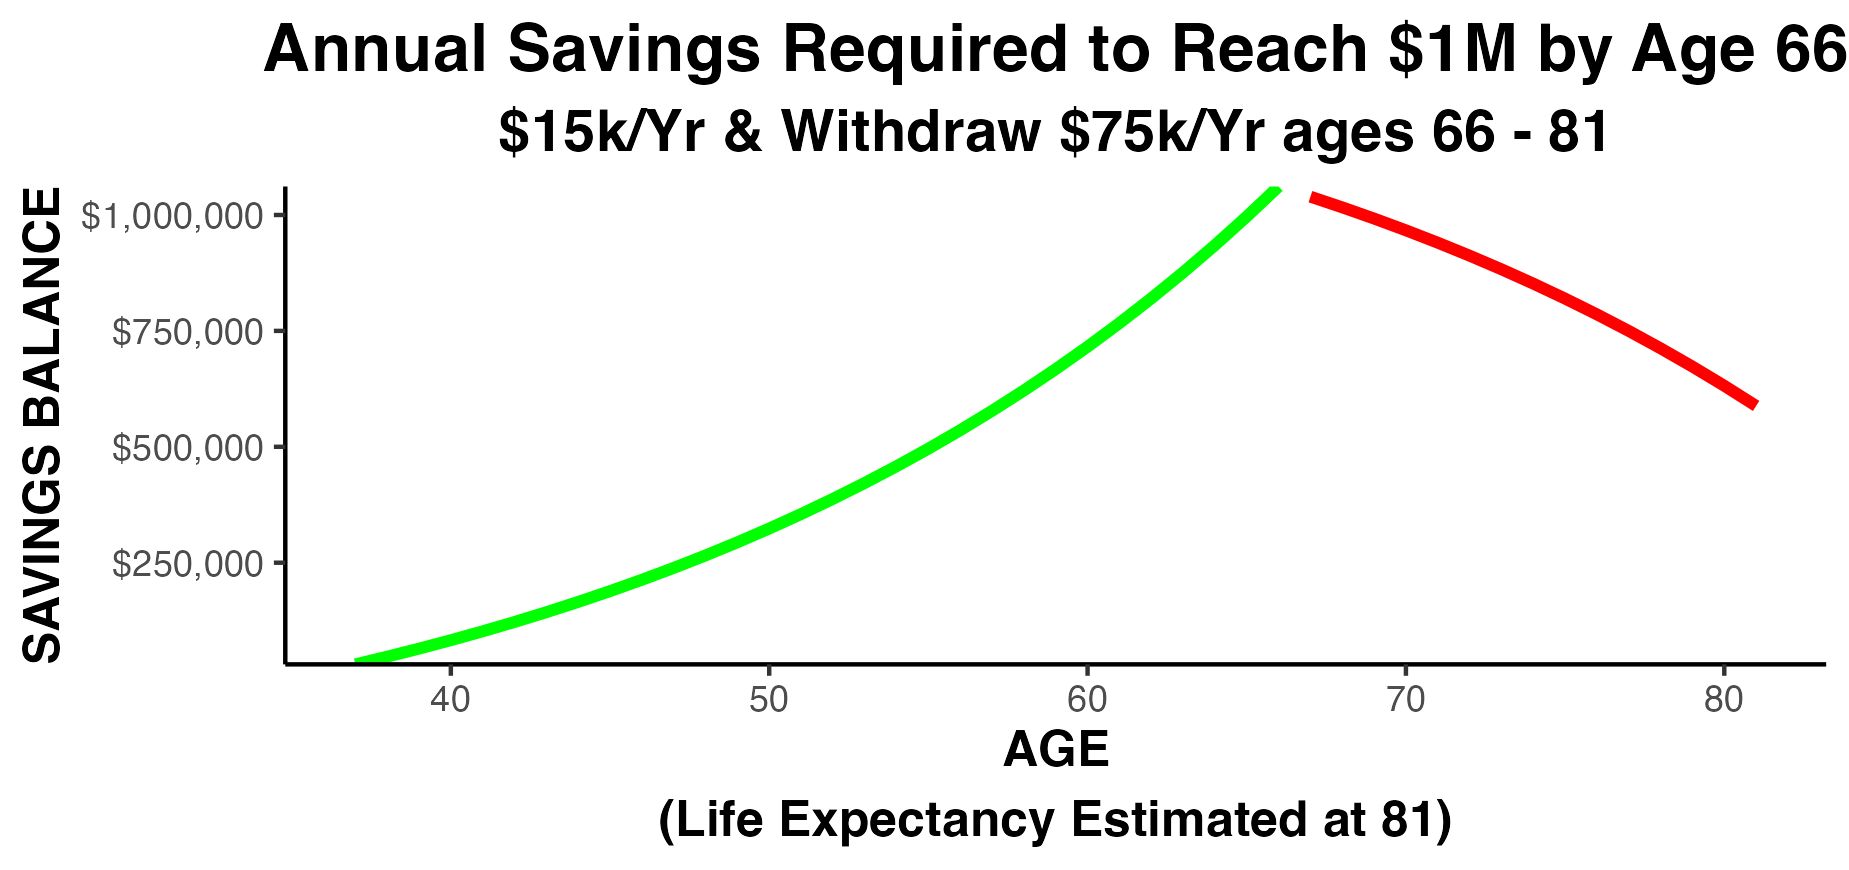 Annual Savings Required to Reach $1M by Age 66
$15k/Yr & Withdraw $75k/Yr ages 66 - 81
SAVINGS BALANCE
$1,000,000
$750,000
$500,000
$250,000
40 50 60 70 80
AGE
(Life Expectancy Estimated at 81)